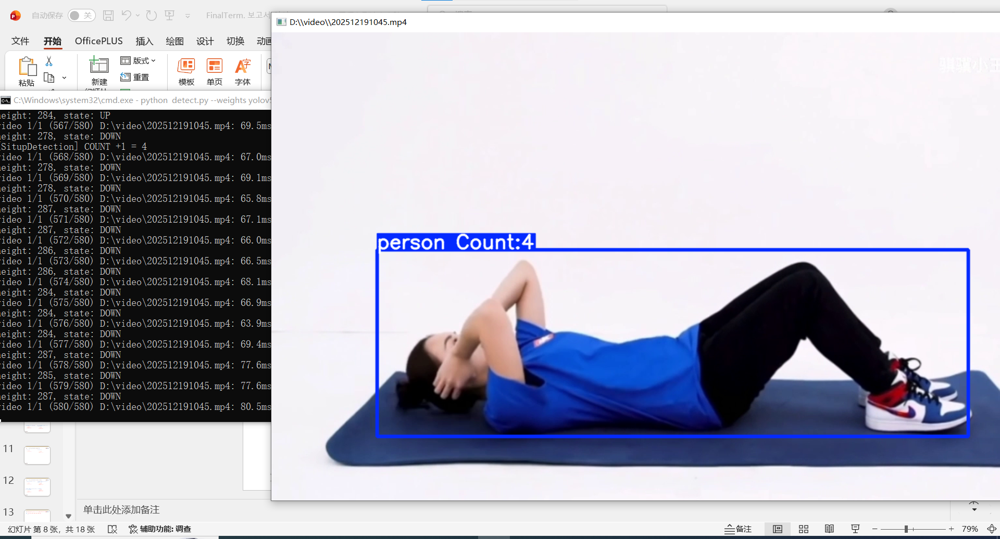 自动保存 关
FinalTerm. 보고서
D:\\video\\202512191045.mp4
文件 开始 OfficePLUS 插入 绘图 设计 切换 动画
粘贴 新建 版式 重置 模板 单页 字体
C:\Windows\system32\cmd.exe - python  detect.py --weights yolov5
eight: 284, state: UP
ideo 1/1 (567/580) D:\video\202512191045.mp4: 69.5ms
eight: 278, state: DOWN
[SitupDetection] COUNT +1 = 4
ideo 1/1 (568/580) D:\video\202512191045.mp4: 67.0ms
eight: 278, state: DOWN
ideo 1/1 (569/580) D:\video\202512191045.mp4: 69.1ms
eight: 278, state: DOWN
ideo 1/1 (570/580) D:\video\202512191045.mp4: 65.8ms
eight: 287, state: DOWN
ideo 1/1 (571/580) D:\video\202512191045.mp4: 67.1ms
eight: 287, state: DOWN
ideo 1/1 (572/580) D:\video\202512191045.mp4: 66.0ms
eight: 286, state: DOWN
ideo 1/1 (573/580) D:\video\202512191045.mp4: 66.5ms
eight: 286, state: DOWN
ideo 1/1 (574/580) D:\video\202512191045.mp4: 68.1ms
eight: 284, state: DOWN
ideo 1/1 (575/580) D:\video\202512191045.mp4: 66.9ms
eight: 284, state: DOWN
ideo 1/1 (576/580) D:\video\202512191045.mp4: 63.9ms
eight: 284, state: DOWN
ideo 1/1 (577/580) D:\video\202512191045.mp4: 69.4ms
eight: 287, state: DOWN
ideo 1/1 (578/580) D:\video\202512191045.mp4: 77.6ms
eight: 285, state: DOWN
ideo 1/1 (579/580) D:\video\202512191045.mp4: 77.6ms
eight: 287, state: DOWN
ideo 1/1 (580/580) D:\video\202512191045.mp4: 80.5ms
person Count:4
骐骥小
11
12
13
单击此处添加备注
幻灯片 第 8 张，共 18 张 辅助功能: 调查 备注 79%